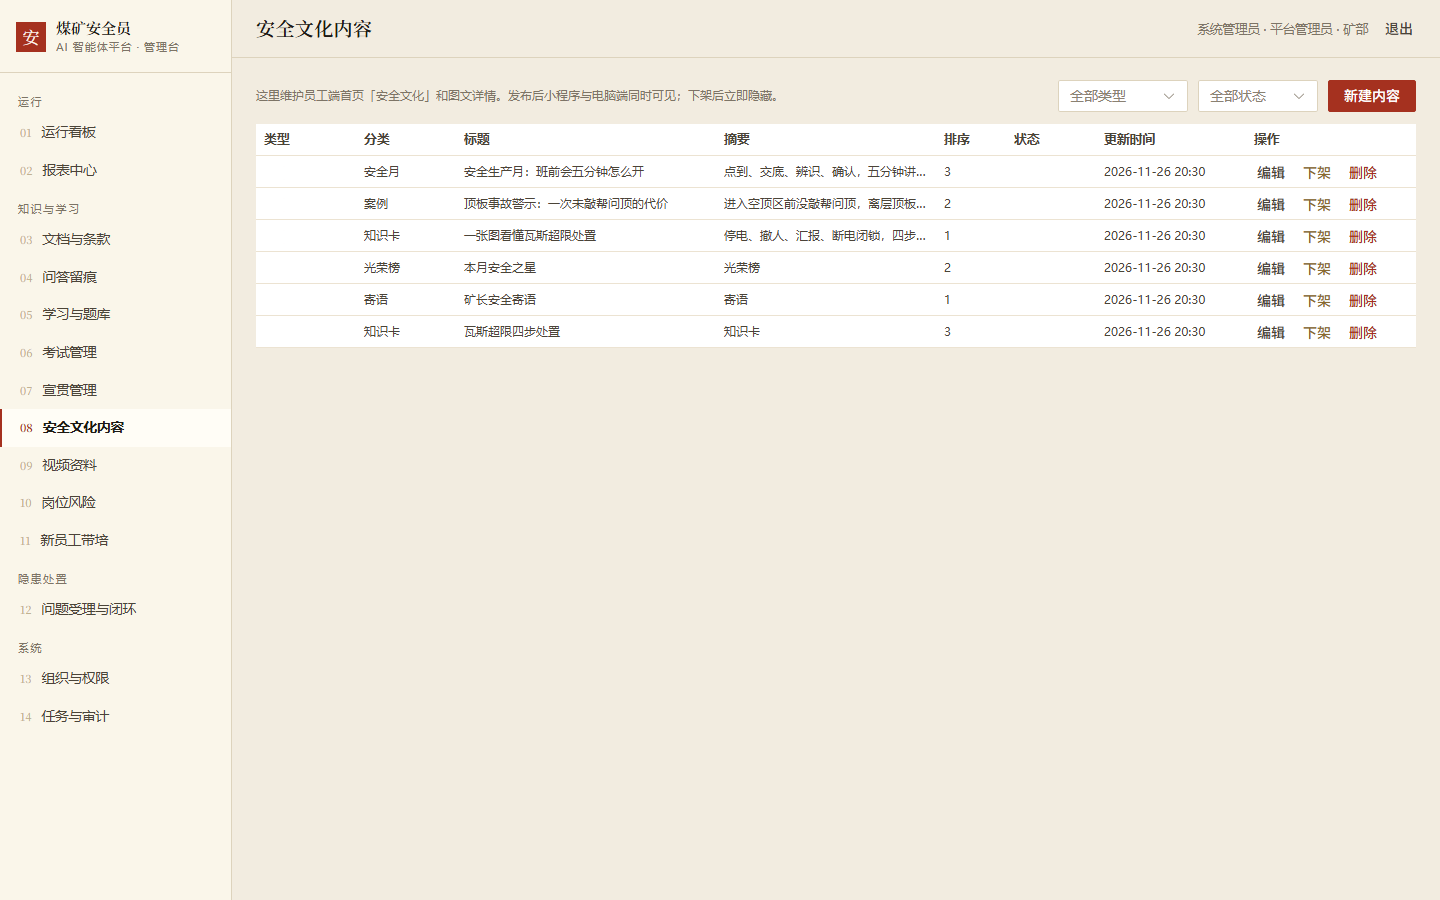 安
煤矿安全员
AI 智能体平台 · 管理台
运行
01 运行看板
02 报表中心
知识与学习
03 文档与条款
04 问答留痕
05 学习与题库
06 考试管理
07 宣贯管理
08 安全文化内容
09 视频资料
10 岗位风险
11 新员工带培
隐患处置
12 问题受理与闭环
系统
13 组织与权限
14 任务与审计
安全文化内容
系统管理员 · 平台管理员 · 矿部 退出
这里维护员工端首页「安全文化」和图文详情。发布后小程序与电脑端同时可见；下架后立即隐藏。
全部类型 全部状态 新建内容
类型 分类 标题 摘要 排序 状态 更新时间 操作
安全月 安全生产月：班前会五分钟怎么开 点到、交底、辨识、确认，五分钟讲... 3 2026-11-26 20:30 编辑 下架 删除
案例 顶板事故警示：一次未敲帮问顶的代价 进入空顶区前没敲帮问顶，离层顶板... 2 2026-11-26 20:30 编辑 下架 删除
知识卡 一张图看懂瓦斯超限处置 停电、撤人、汇报、断电闭锁，四步... 1 2026-11-26 20:30 编辑 下架 删除
光荣榜 本月安全之星 光荣榜 2 2026-11-26 20:30 编辑 下架 删除
寄语 矿长安全寄语 寄语 1 2026-11-26 20:30 编辑 下架 删除
知识卡 瓦斯超限四步处置 知识卡 3 2026-11-26 20:30 编辑 下架 删除